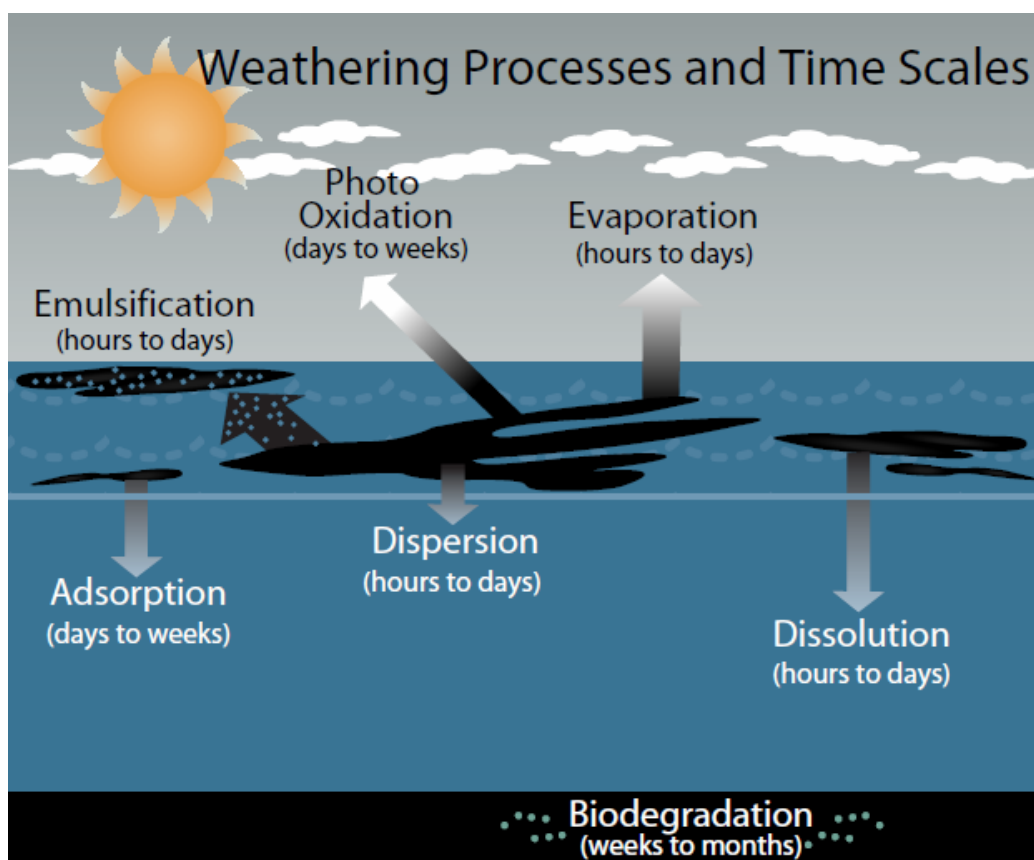 Weathering Processes and Time Scales
Photo
Oxidation
(days to weeks)
Evaporation
(hours to days)
Emulsification
(hours to days)
Dispersion
(hours to days)
Adsorption
(days to weeks)
Dissolution
(hours to days)
Biodegradation
(weeks to months)